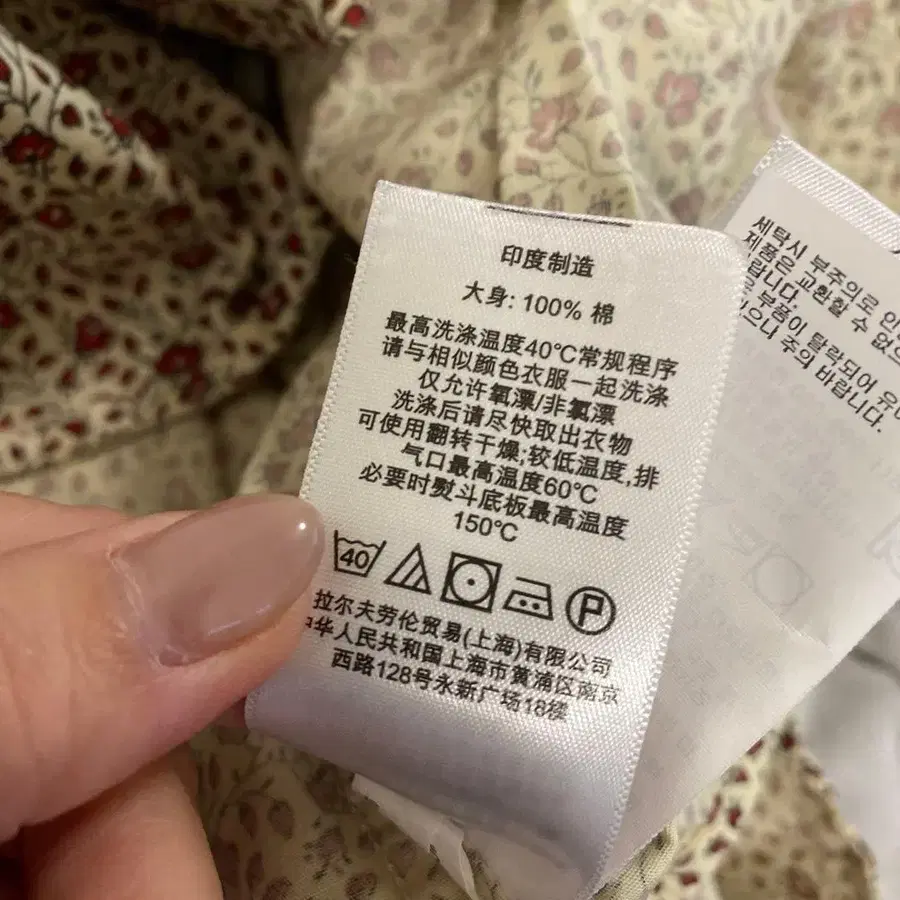 印度制造
大身: 100% 棉
最高洗涤温度40℃常规程序
请与相似颜色衣服一起洗涤
仅允许氧漂/非氯漂
洗涤后请尽快取出衣物
可使用翻转干燥;较低温度,排
气口最高温度60℃
必要时熨斗底板最高温度
150℃
40
P
拉尔夫劳伦贸易(上海)有限公司
中华人民共和国上海市黄浦区南京
西路128号永新广场18樓
세탁시 부주의로
제품은 교환할 수 없으
바랍니다.
부품이 탈락되어
있으니 주의 바랍니다.